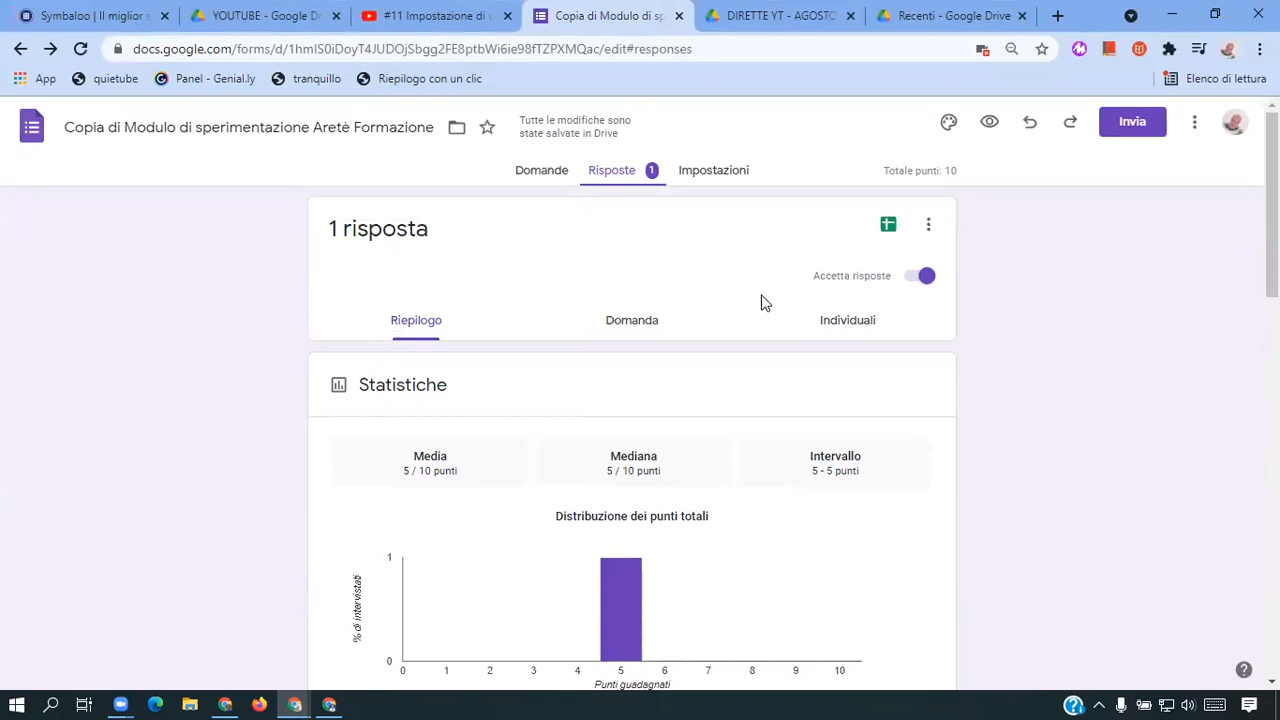 Symbaloo | Il miglior s
YOUTUBE - Google D
#11 Impostazione di u
Copia di Modulo di sp
DIRETTE YT - AGOSTO
Recenti - Google Drive
docs.google.com/forms/d/1hmIS0iDoyT4JUDOjSbgg2FE8ptbWi6ie98fTZPXMQac/edit#responses
App
quietube
Panel - Genial.ly
tranquillo
Riepilogo con un clic
Elenco di lettura
Copia di Modulo di sperimentazione Aretè Formazione
Tutte le modifiche sono
state salvate in Drive
Invia
Domande
Risposte 1
Impostazioni
Totale punti: 10
1 risposta
Accetta risposte
Riepilogo
Domanda
Individuali
Statistiche
Media
5 / 10 punti
Mediana
5 / 10 punti
Intervallo
5 - 5 punti
Distribuzione dei punti totali
% di intervistati
1
0
0 1 2 3 4 5 6 7 8 9 10
Punti guadagnati